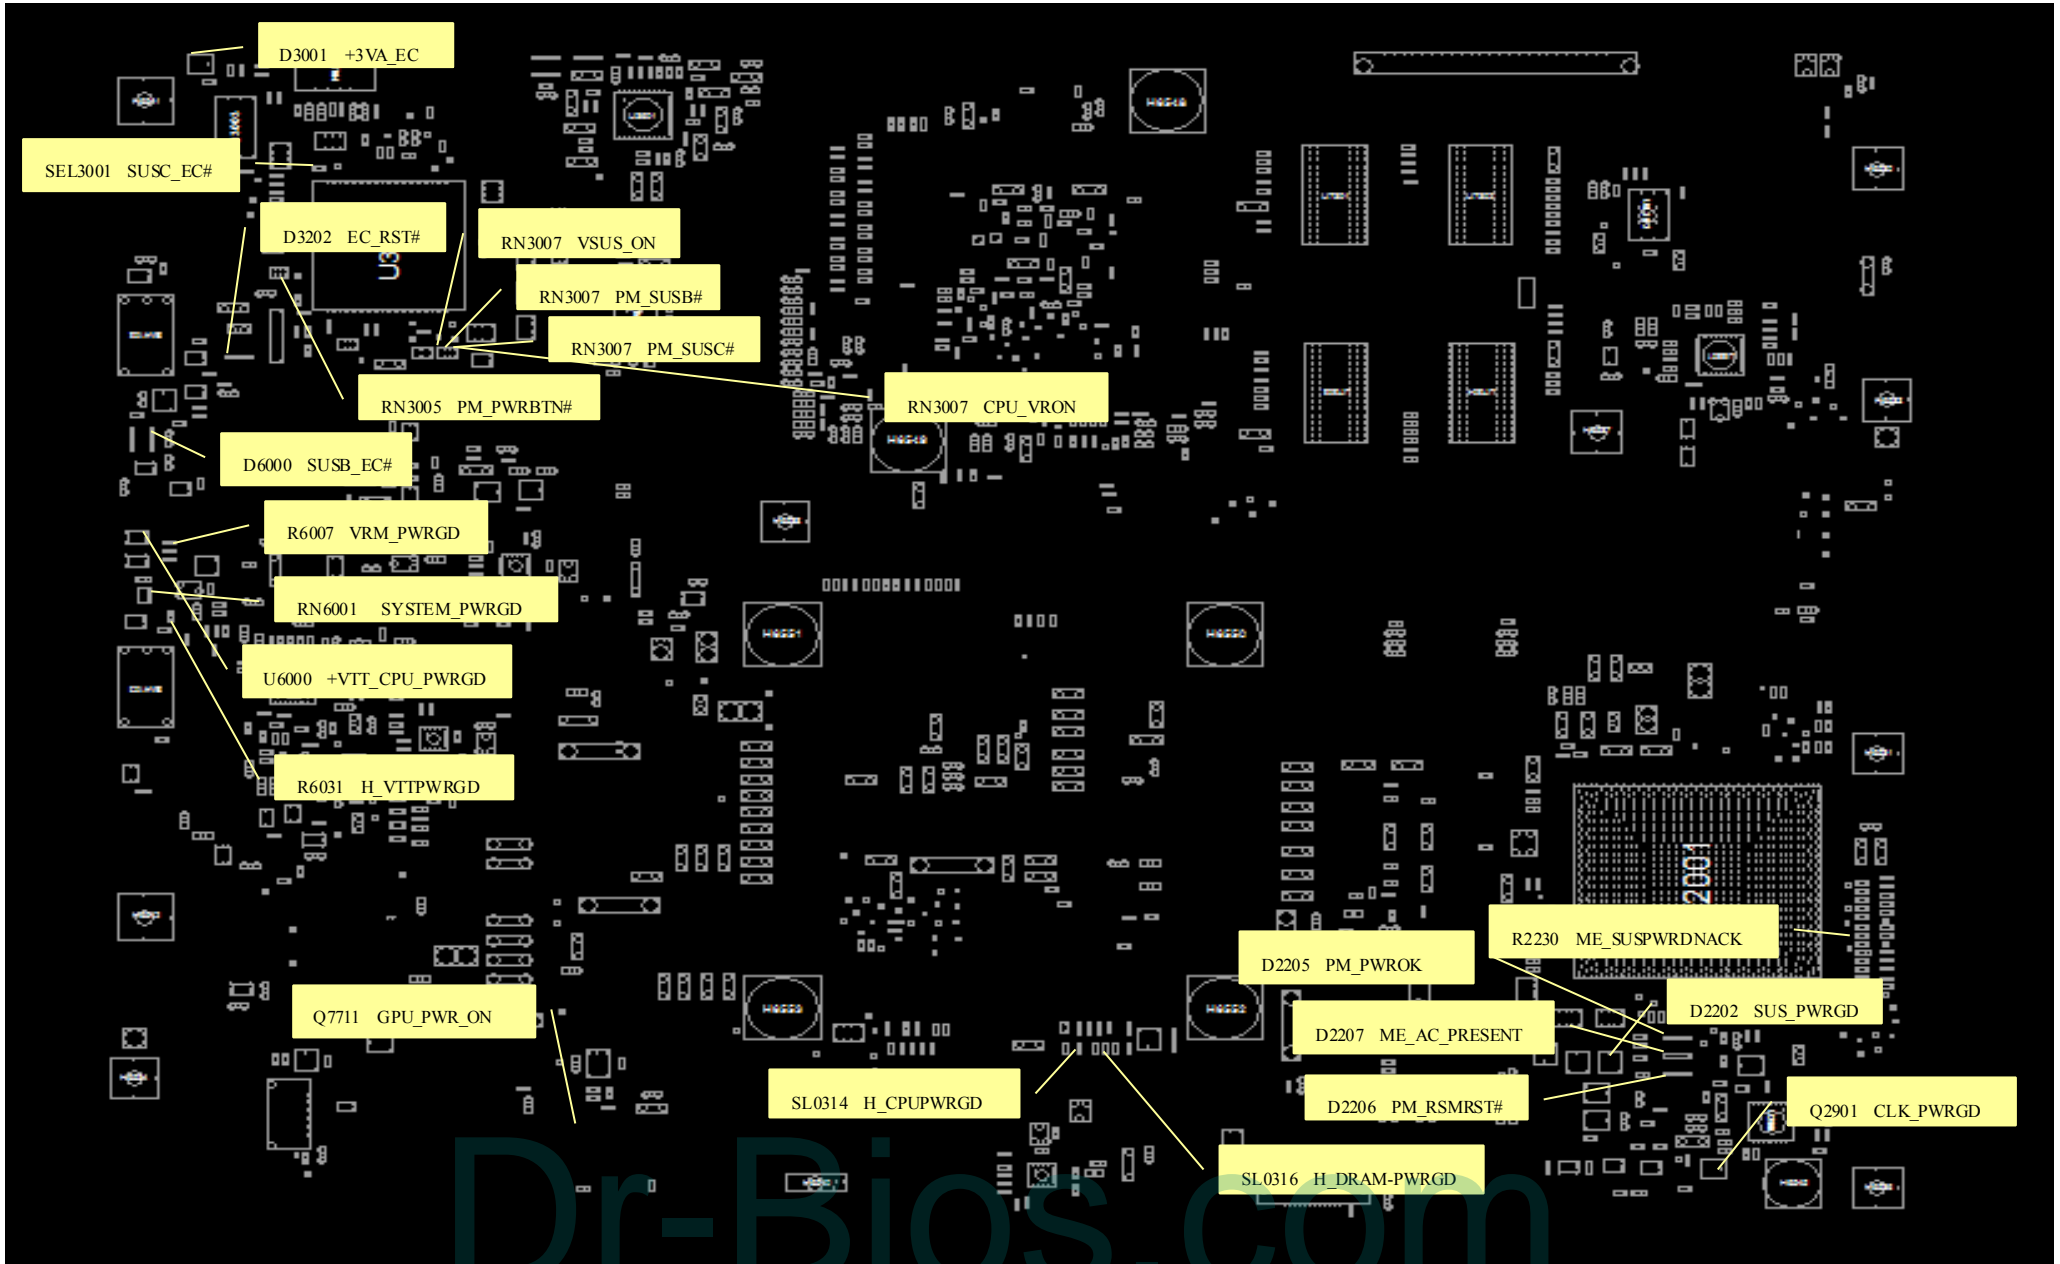 D3001 +3VA_EC
SEL3001 SUSC_EC#
D3202 EC_RST#
U3
RN3007 VSUS_ON
RN3007 PM_SUSB#
RN3007 PM_SUSC#
RN3005 PM_PWRBTN#
RN3007 CPU_VRON
D6000 SUSB_EC#
R6007 VRM_PWRGD
RN6001 SYSTEM_PWRGD
U6000 +VTT_CPU_PWRGD
R6031 H_VTTPWRGD
2001
R2230 ME_SUSPWRDNACK
D2205 PM_PWROK
D2202 SUS_PWRGD
Q7711 GPU_PWR_ON
D2207 ME_AC_PRESENT
SL0314 H_CPUPWRGD
D2206 PM_RSMRST#
Q2901 CLK_PWRGD
SL0316 H_DRAM-PWRGD
Dr-Bios.com